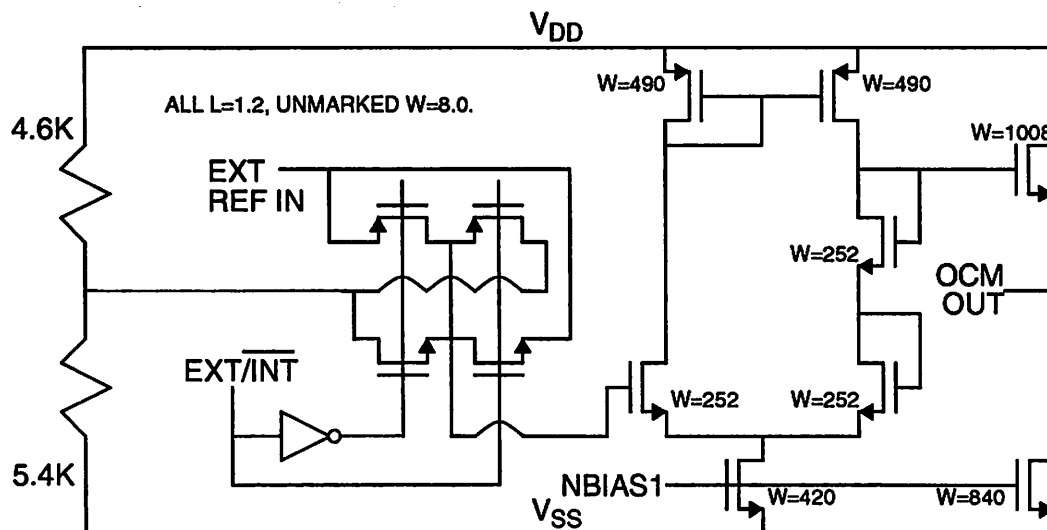 VDD
W=490
W=490
ALL L=1.2, UNMARKED W=8.0.
4.6K
W=1008
EXT
REF IN
W=252
OCM
OUT
EXT/INT
W=252
W=252
5.4K
NBIAS1
VSS
W=420
W=840